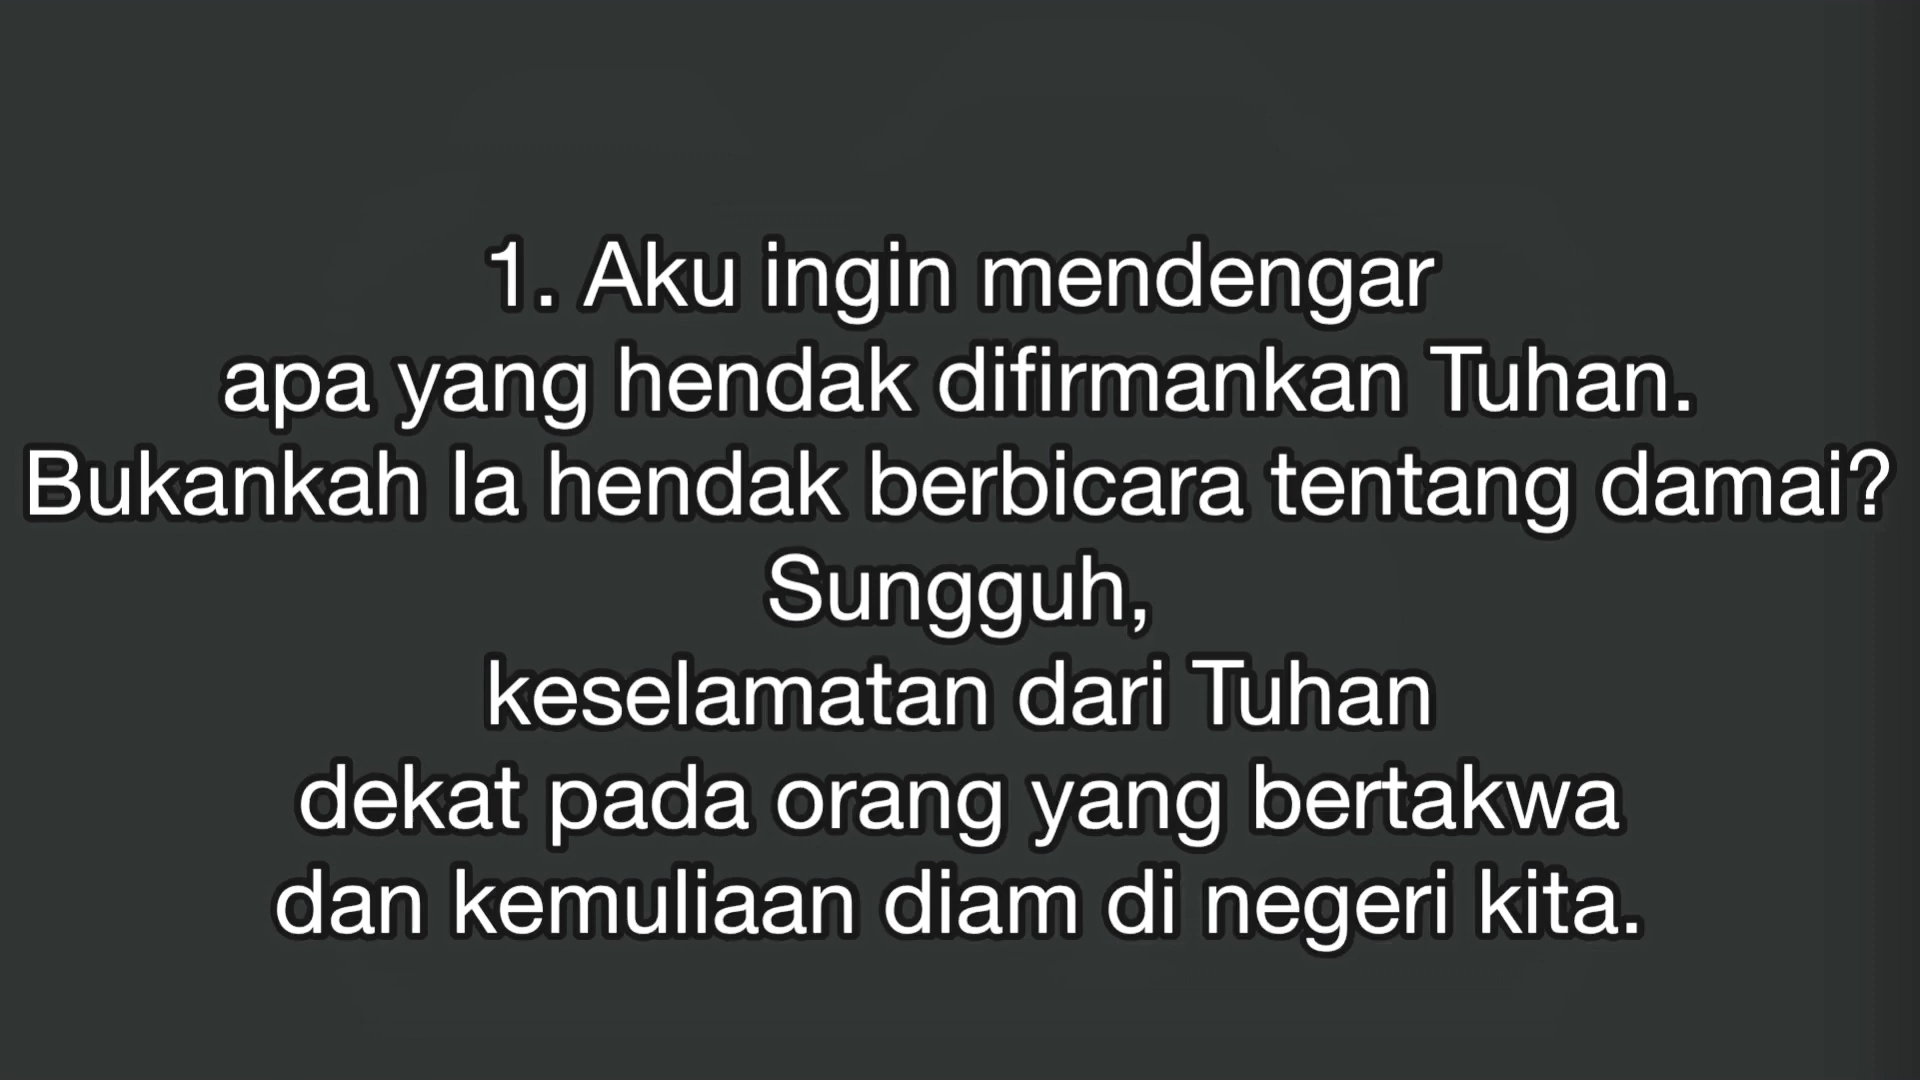 1. Aku ingin mendengar
apa yang hendak difirmankan Tuhan.
Bukankah Ia hendak berbicara tentang damai?
Sungguh,
keselamatan dari Tuhan
dekat pada orang yang bertakwa
dan kemuliaan diam di negeri kita.